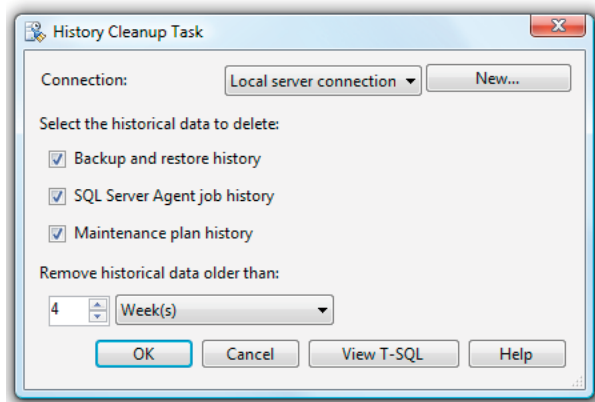 History Cleanup Task
Connection: Local server connection New...
Select the historical data to delete:
Backup and restore history
SQL Server Agent job history
Maintenance plan history
Remove historical data older than:
4 Week(s)
OK Cancel View T-SQL Help